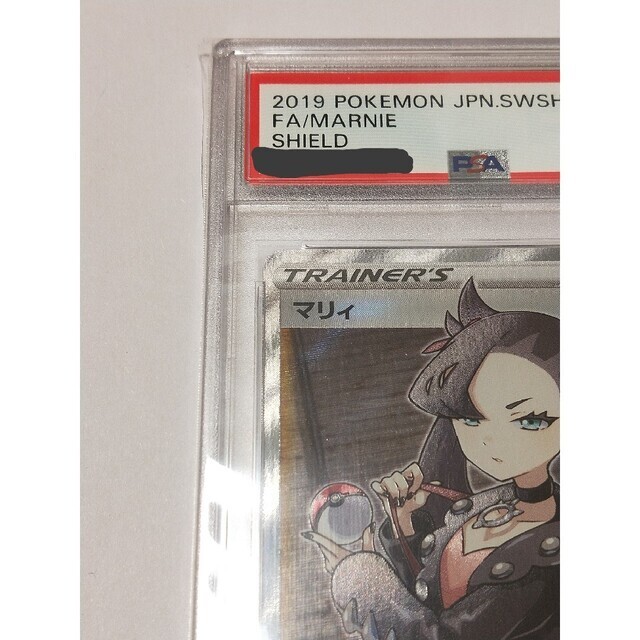 2019 POKEMON JPN.SWSH
FA/MARNIE
SHIELD
PSA
TRAINER'S
マリィ